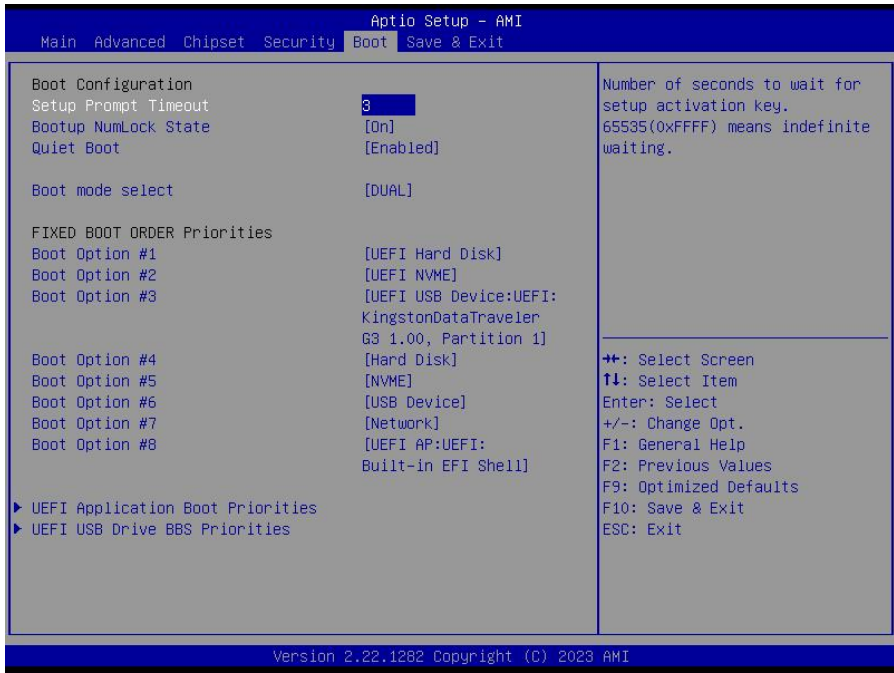 Aptio Setup – AMI
Main Advanced Chipset Security Boot Save & Exit
Boot Configuration
Setup Prompt Timeout 3
Bootup NumLock State [On]
Quiet Boot [Enabled]
Boot mode select [DUAL]
FIXED BOOT ORDER Priorities
Boot Option #1 [UEFI Hard Disk]
Boot Option #2 [UEFI NVME]
Boot Option #3 [UEFI USB Device:UEFI:
KingstonDataTraveler
G3 1.00, Partition 1]
Boot Option #4 [Hard Disk]
Boot Option #5 [NVME]
Boot Option #6 [USB Device]
Boot Option #7 [Network]
Boot Option #8 [UEFI AP:UEFI:
Built-in EFI Shell]
▶ UEFI Application Boot Priorities
▶ UEFI USB Drive BBS Priorities
Number of seconds to wait for
setup activation key.
65535(0xFFFF) means indefinite
waiting.
→←: Select Screen
↑↓: Select Item
Enter: Select
+/-: Change Opt.
F1: General Help
F2: Previous Values
F9: Optimized Defaults
F10: Save & Exit
ESC: Exit
Version 2.22.1282 Copyright (C) 2023 AMI